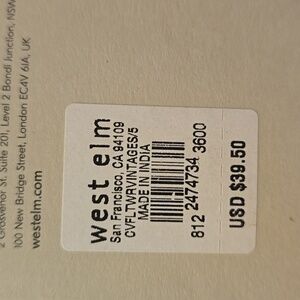 Grosvenor St. Suite 201, Level 2 Bondi Junction, NSW
100 New Bridge Street, London EC4V 6JA, UK
westelm.com
west elm
San Francisco, CA 94109
CVFLTWRVINTAGES/5
MADE IN INDIA
812 2474734 3600
USD $39.50